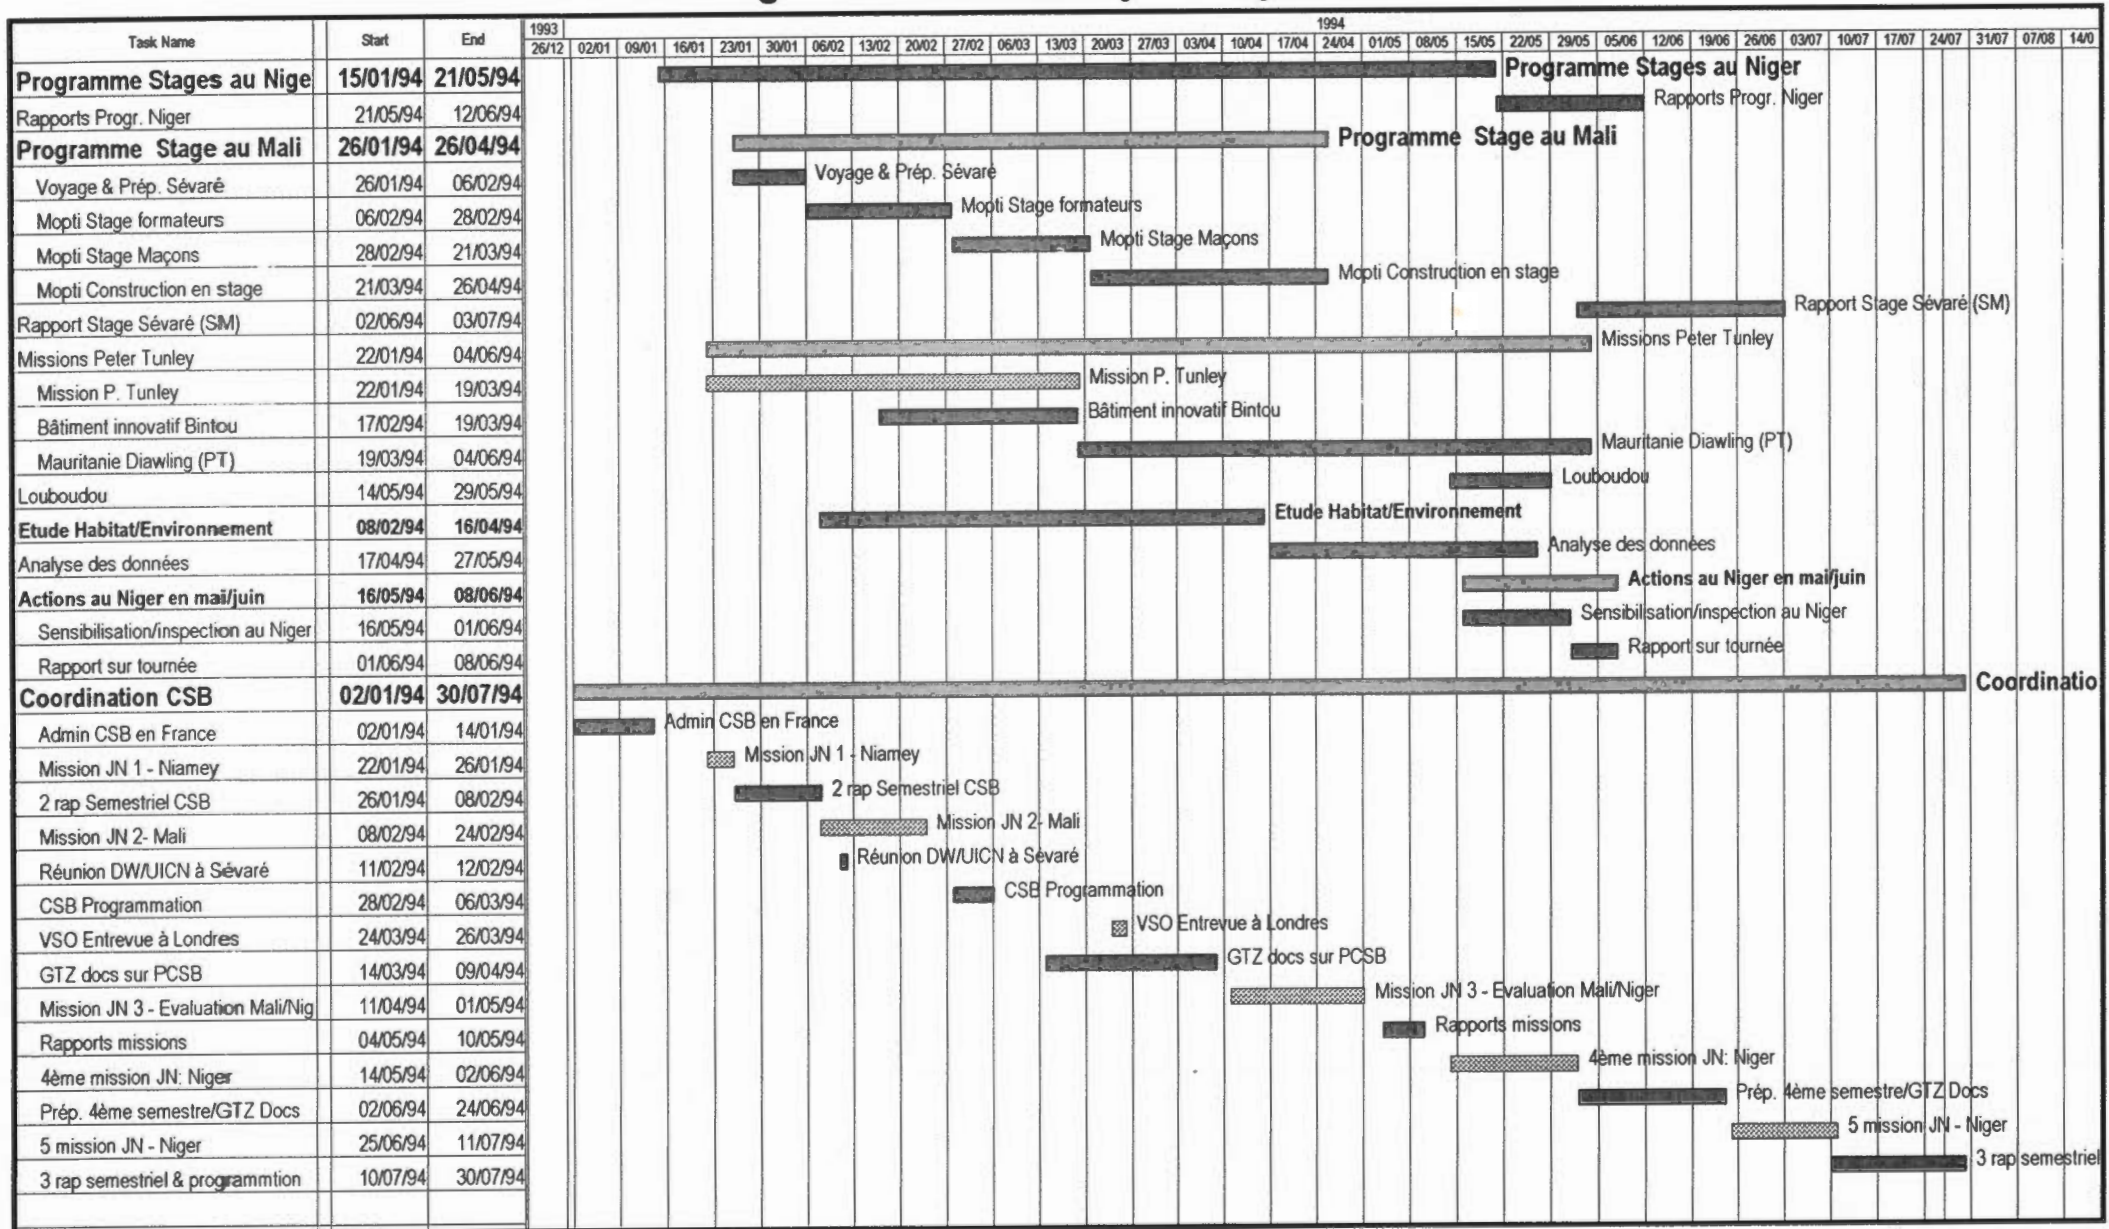 1993 1994
Task Name Start End 26/12 02/01 09/01 16/01 23/01 30/01 06/02 13/02 20/02 27/02 06/03 13/03 20/03 27/03 03/04 10/04 17/04 24/04 01/05 08/05 15/05 22/05 29/05 05/06 12/06 19/06 26/06 03/07 10/07 17/07 24/07 31/07 07/08 14/0
Programme Stages au Nige 15/01/94 21/05/94 Programme Stages au Niger
Rapports Progr. Niger 21/05/94 12/06/94 Rapports Progr. Niger
Programme Stage au Mali 26/01/94 26/04/94 Programme Stage au Mali
Voyage & Prép. Sévaré 26/01/94 06/02/94 Voyage & Prép. Sévaré
Mopti Stage formateurs 06/02/94 28/02/94 Mopti Stage formateurs
Mopti Stage Maçons 28/02/94 21/03/94 Mopti Stage Maçons
Mopti Construction en stage 21/03/94 26/04/94 Mopti Construction en stage
Rapport Stage Sévaré (SM) 02/06/94 03/07/94 Rapport Stage Sévaré (SM)
Missions Peter Tunley 22/01/94 04/06/94 Missions Peter Tunley
Mission P. Tunley 22/01/94 19/03/94 Mission P. Tunley
Bâtiment innovatif Bintou 17/02/94 19/03/94 Bâtiment innovatif Bintou
Mauritanie Diawling (PT) 19/03/94 04/06/94 Mauritanie Diawling (PT)
Louboudou 14/05/94 29/05/94 Louboudou
Etude Habitat/Environnement 08/02/94 16/04/94 Etude Habitat/Environnement
Analyse des données 17/04/94 27/05/94 Analyse des données
Actions au Niger en mai/juin 16/05/94 08/06/94 Actions au Niger en mai/juin
Sensibilisation/inspection au Niger 16/05/94 01/06/94 Sensibilisation/inspection au Niger
Rapport sur tournée 01/06/94 08/06/94 Rapport sur tournée
Coordination CSB 02/01/94 30/07/94 Coordinatio
Admin CSB en France 02/01/94 14/01/94 Admin CSB en France
Mission JN 1 - Niamey 22/01/94 26/01/94 Mission JN 1 - Niamey
2 rap Semestriel CSB 26/01/94 08/02/94 2 rap Semestriel CSB
Mission JN 2- Mali 08/02/94 24/02/94 Mission JN 2- Mali
Réunion DW/UICN à Sévaré 11/02/94 12/02/94 Réunion DW/UICN à Sévaré
CSB Programmation 28/02/94 06/03/94 CSB Programmation
VSO Entrevue à Londres 24/03/94 26/03/94 VSO Entrevue à Londres
GTZ docs sur PCSB 14/03/94 09/04/94 GTZ docs sur PCSB
Mission JN 3 - Evaluation Mali/Nig 11/04/94 01/05/94 Mission JN 3 - Evaluation Mali/Niger
Rapports missions 04/05/94 10/05/94 Rapports missions
4ème mission JN: Niger 14/05/94 02/06/94 4ème mission JN: Niger
Prép. 4ème semestre/GTZ Docs 02/06/94 24/06/94 Prép. 4ème semestre/GTZ Docs
5 mission JN - Niger 25/06/94 11/07/94 5 mission JN - Niger
3 rap semestriel & programmtion 10/07/94 30/07/94 3 rap semestriel